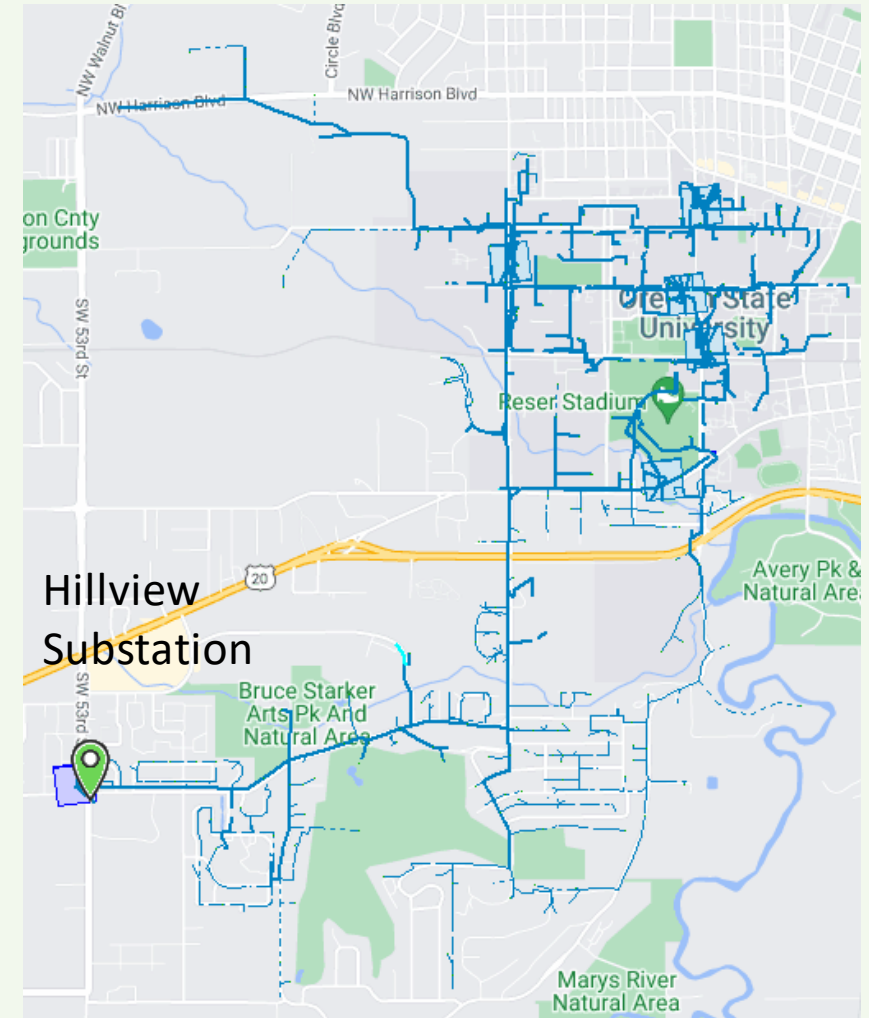 NW Walnut Bl
Circle Blvd
NW Harrison Blvd
NW Harrison Blvd
on Cnty
grounds
SW 53rd St
Oregon State
University
Reser Stadium
20
Avery Pk &
Natural Area
Hillview
Substation
SW 53rd S
Bruce Starker
Arts Pk And
Natural Area
Marys River
Natural Area